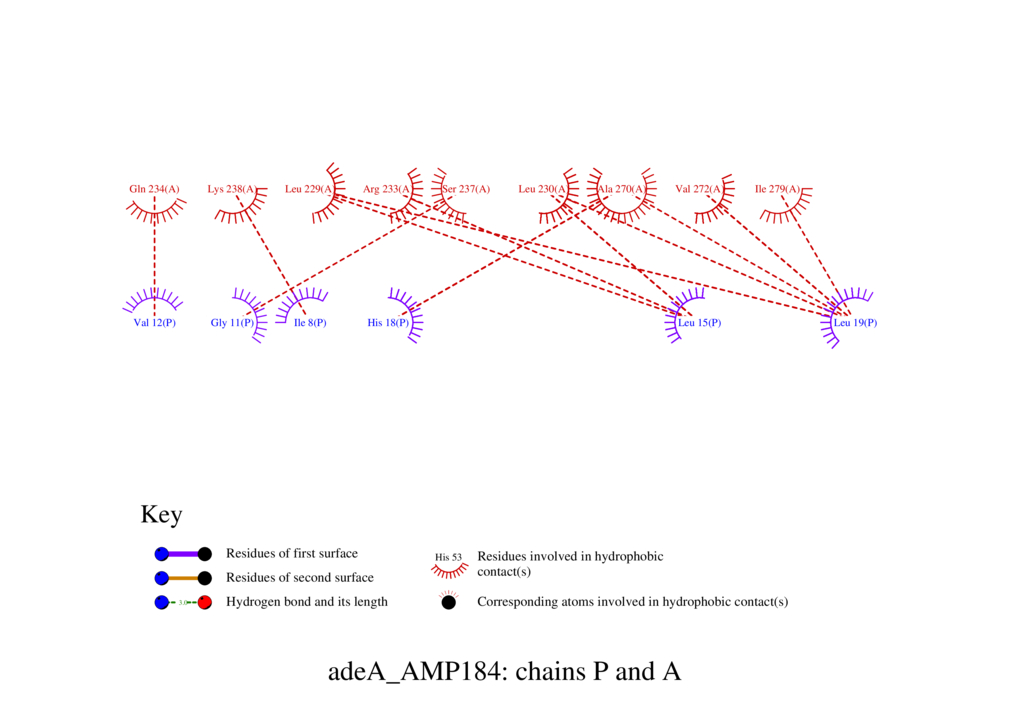 Gln 234(A) Lys 238(A) Leu 229(A) Arg 233(A) Ser 237(A) Leu 230(A) Ala 270(A) Val 272(A) Ile 279(A)
Val 12(P) Gly 11(P) Ile 8(P) His 18(P) Leu 15(P) Leu 19(P)
Key
Residues of first surface
Residues of second surface
3.0 Hydrogen bond and its length
His 53 Residues involved in hydrophobic
contact(s)
Corresponding atoms involved in hydrophobic contact(s)
adeA_AMP184: chains P and A